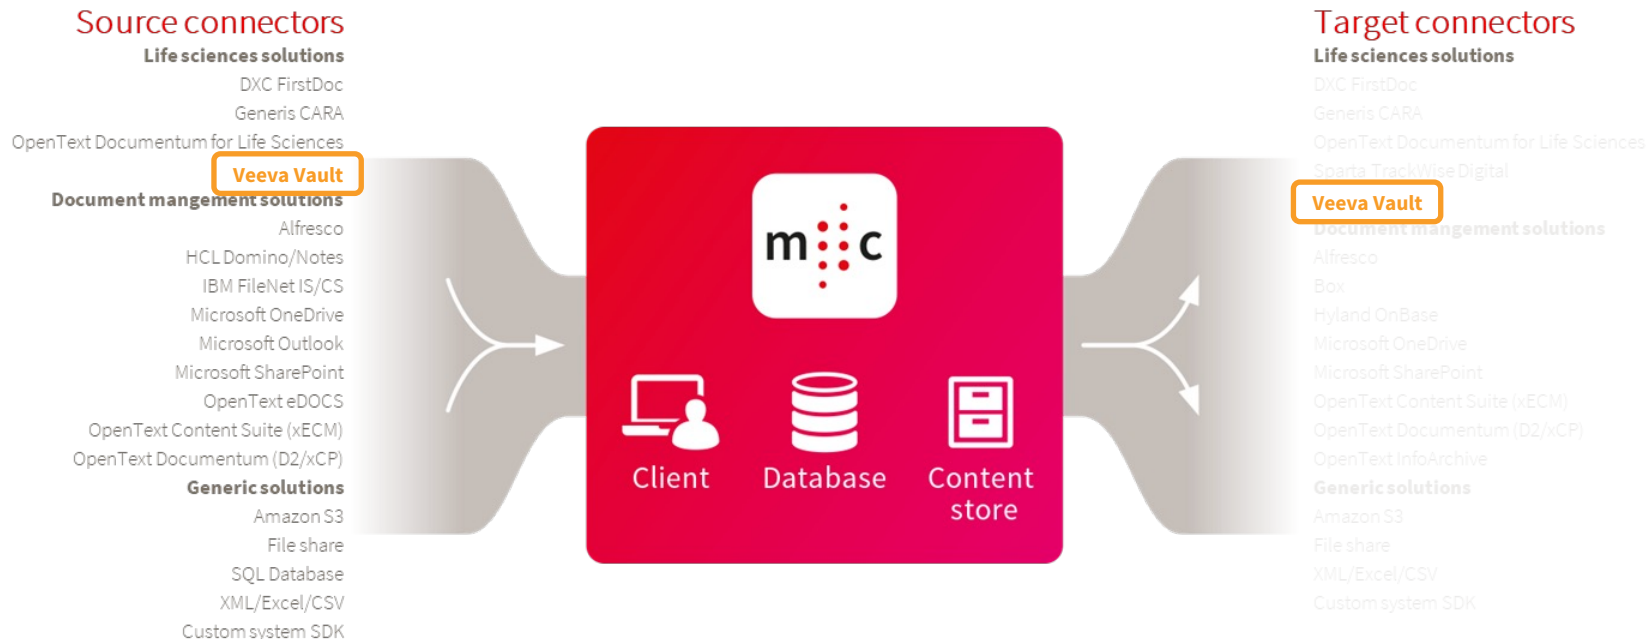 Source connectors
Life sciences solutions
DXC FirstDoc
Generis CARA
OpenText Documentum for Life Sciences
Veeva Vault
Document mangement solutions
Alfresco
HCL Domino/Notes
IBM FileNet IS/CS
Microsoft OneDrive
Microsoft Outlook
Microsoft SharePoint
OpenText eDOCS
OpenText Content Suite (xECM)
OpenText Documentum (D2/xCP)
Generic solutions
Amazon S3
File share
SQL Database
XML/Excel/CSV
Custom system SDK
m c
Client
Database
Content
store
Target connectors
Life sciences solutions
DXC FirstDoc
Generis CARA
OpenText Documentum for Life Sciences
Sparta TrackWise Digital
Veeva Vault
Document mangement solutions
Alfresco
Box
Hyland OnBase
Microsoft OneDrive
Microsoft SharePoint
OpenText Content Suite (xECM)
OpenText Documentum (D2/xCP)
OpenText InfoArchive
Generic solutions
Amazon S3
File share
XML/Excel/CSV
Custom system SDK